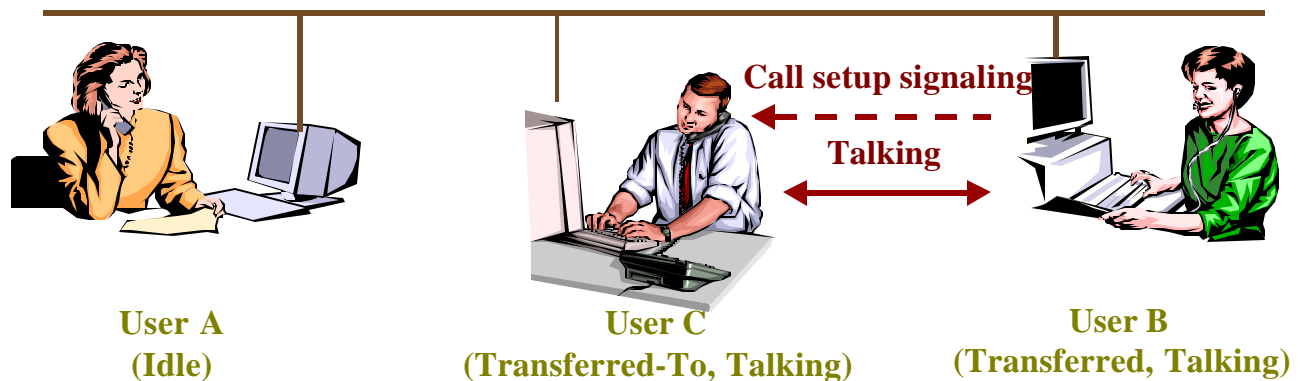 Call setup signaling
Talking
User A
(Idle)
User C
(Transferred-To, Talking)
User B
(Transferred, Talking)